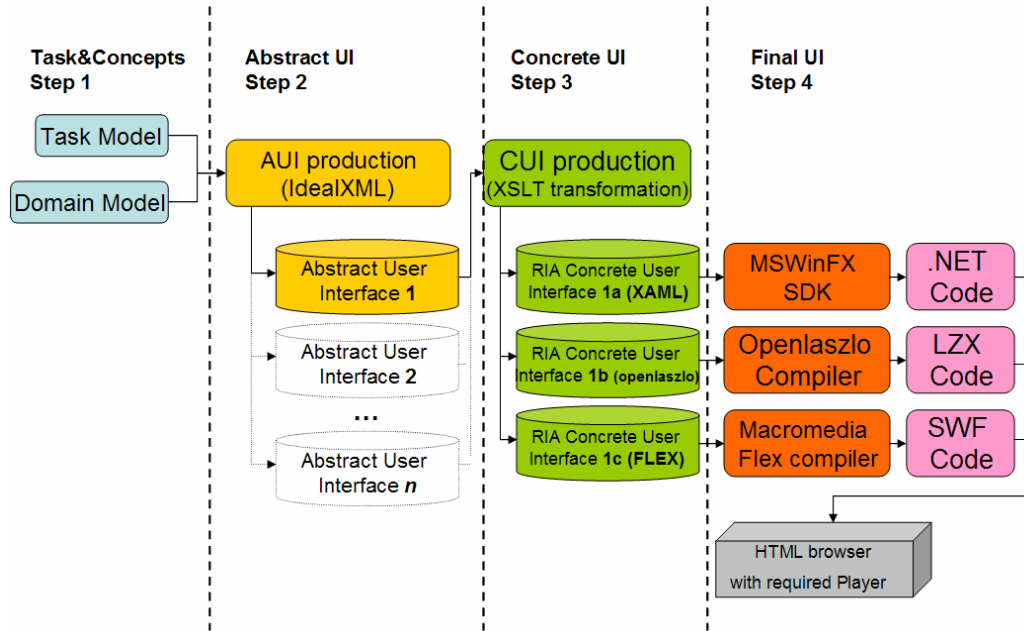 Task&Concepts
Step 1
Abstract UI
Step 2
Concrete UI
Step 3
Final UI
Step 4
Task Model
Domain Model
AUI production
(IdealXML)
CUI production
(XSLT transformation)
Abstract User
Interface 1
Abstract User
Interface 2
...
Abstract User
Interface n
RIA Concrete User
Interface 1a (XAML)
RIA Concrete User
Interface 1b (openlaszlo)
RIA Concrete User
Interface 1c (FLEX)
MSWinFX
SDK
.NET
Code
Openlaszlo
Compiler
LZX
Code
Macromedia
Flex compiler
SWF
Code
HTML browser
with required Player